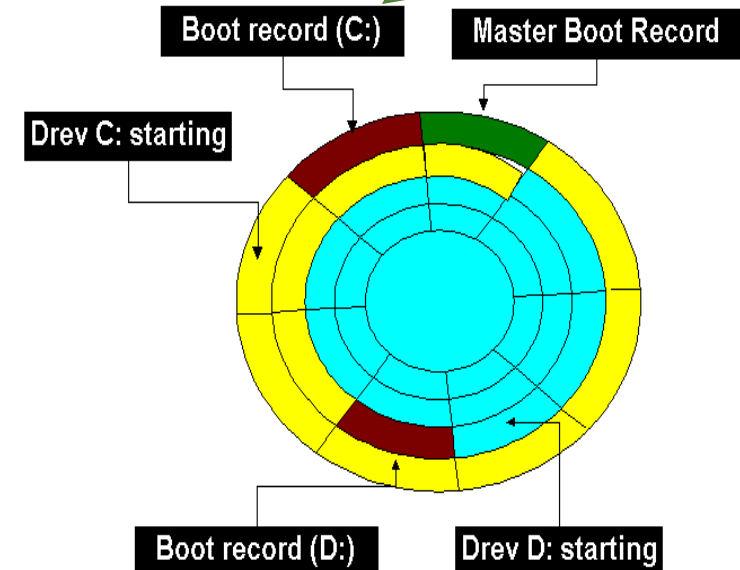 Boot record (C:)
Master Boot Record
Drev C: starting
Boot record (D:)
Drev D: starting